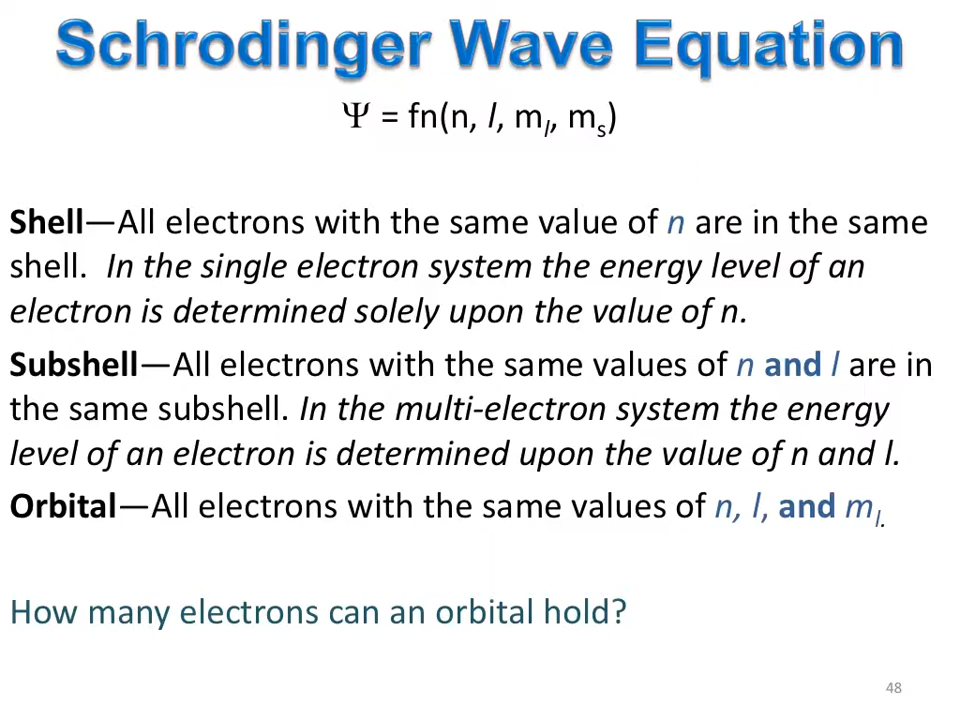 Schrodinger Wave Equation
Ψ = fn(n, l, mₗ, mₛ)
Shell—All electrons with the same value of n are in the same
shell. In the single electron system the energy level of an
electron is determined solely upon the value of n.
Subshell—All electrons with the same values of n and l are in
the same subshell. In the multi-electron system the energy
level of an electron is determined upon the value of n and l.
Orbital—All electrons with the same values of n, l, and mₗ.
How many electrons can an orbital hold?
48